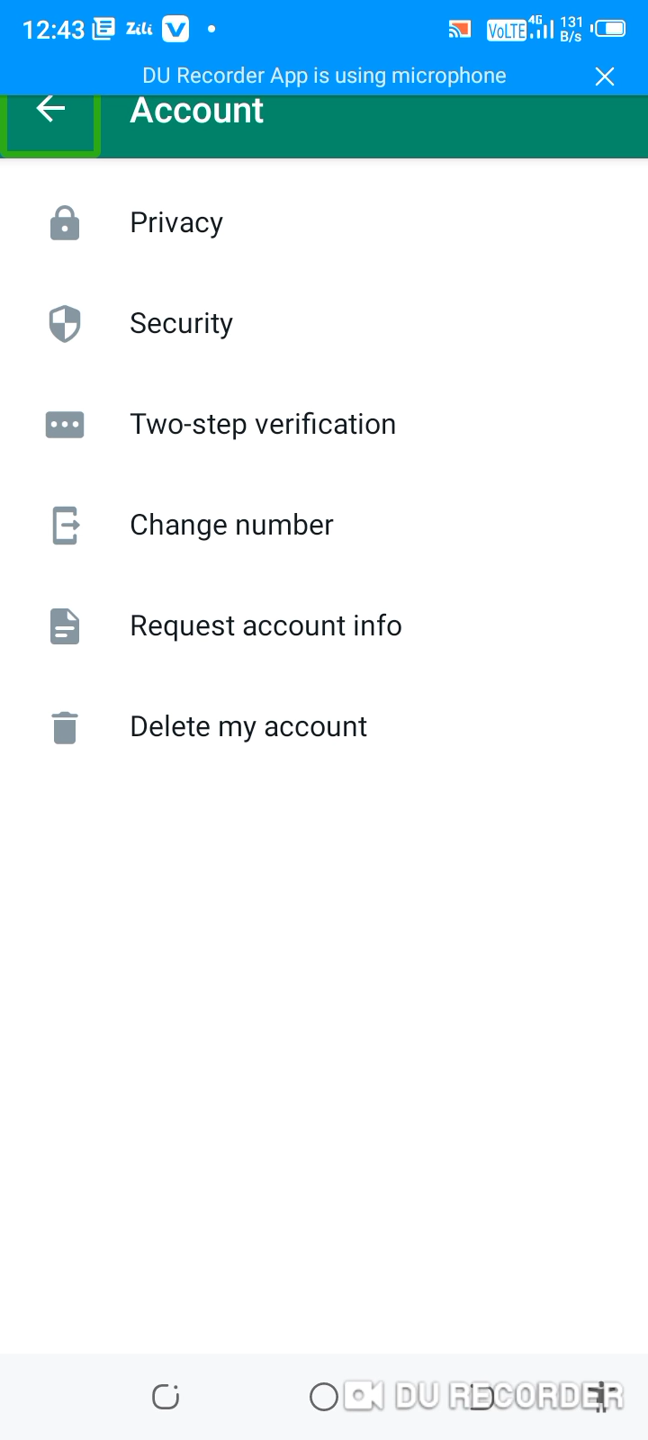 12:43 Zili VoLTE 4G 131 B/s
DU Recorder App is using microphone
Account
Privacy
Security
Two-step verification
Change number
Request account info
Delete my account
DU RECORDER